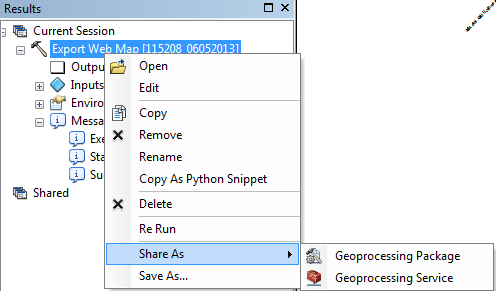 Results
Current Session
Export Web Map [115208_06052013]
Outpu
Open
Inputs
Edit
Enviro
Messa
Copy
Exe
Remove
Sta
Rename
Su
Copy As Python Snippet
Shared
Delete
Re Run
Share As
Geoprocessing Package
Save As...
Geoprocessing Service